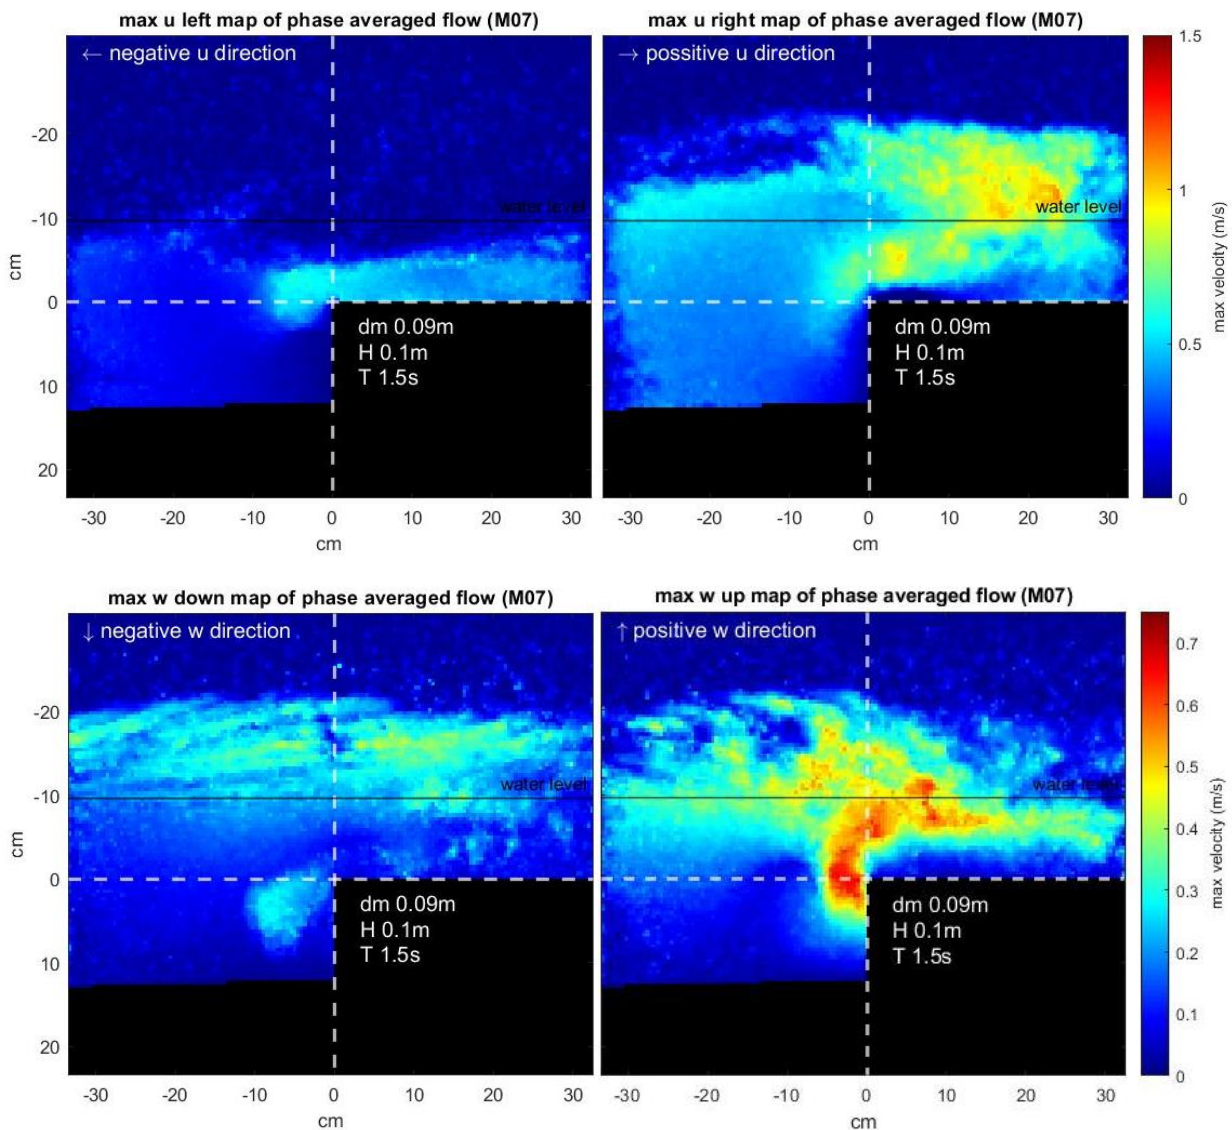 max u left map of phase averaged flow (M07)
← negative u direction
water level
dm 0.09m
H 0.1m
T 1.5s
-20
-10
0
10
20
cm
-30
-20
-10
0
10
20
30
cm
max u right map of phase averaged flow (M07)
→ possitive u direction
water level
dm 0.09m
H 0.1m
T 1.5s
-30
-20
-10
0
10
20
30
cm
1.5
1
0.5
0
max velocity (m/s)
max w down map of phase averaged flow (M07)
↓ negative w direction
water level
dm 0.09m
H 0.1m
T 1.5s
-20
-10
0
10
20
cm
-30
-20
-10
0
10
20
30
cm
max w up map of phase averaged flow (M07)
↑ positive w direction
water level
dm 0.09m
H 0.1m
T 1.5s
-30
-20
-10
0
10
20
30
cm
0.7
0.6
0.5
0.4
0.3
0.2
0.1
0
max velocity (m/s)